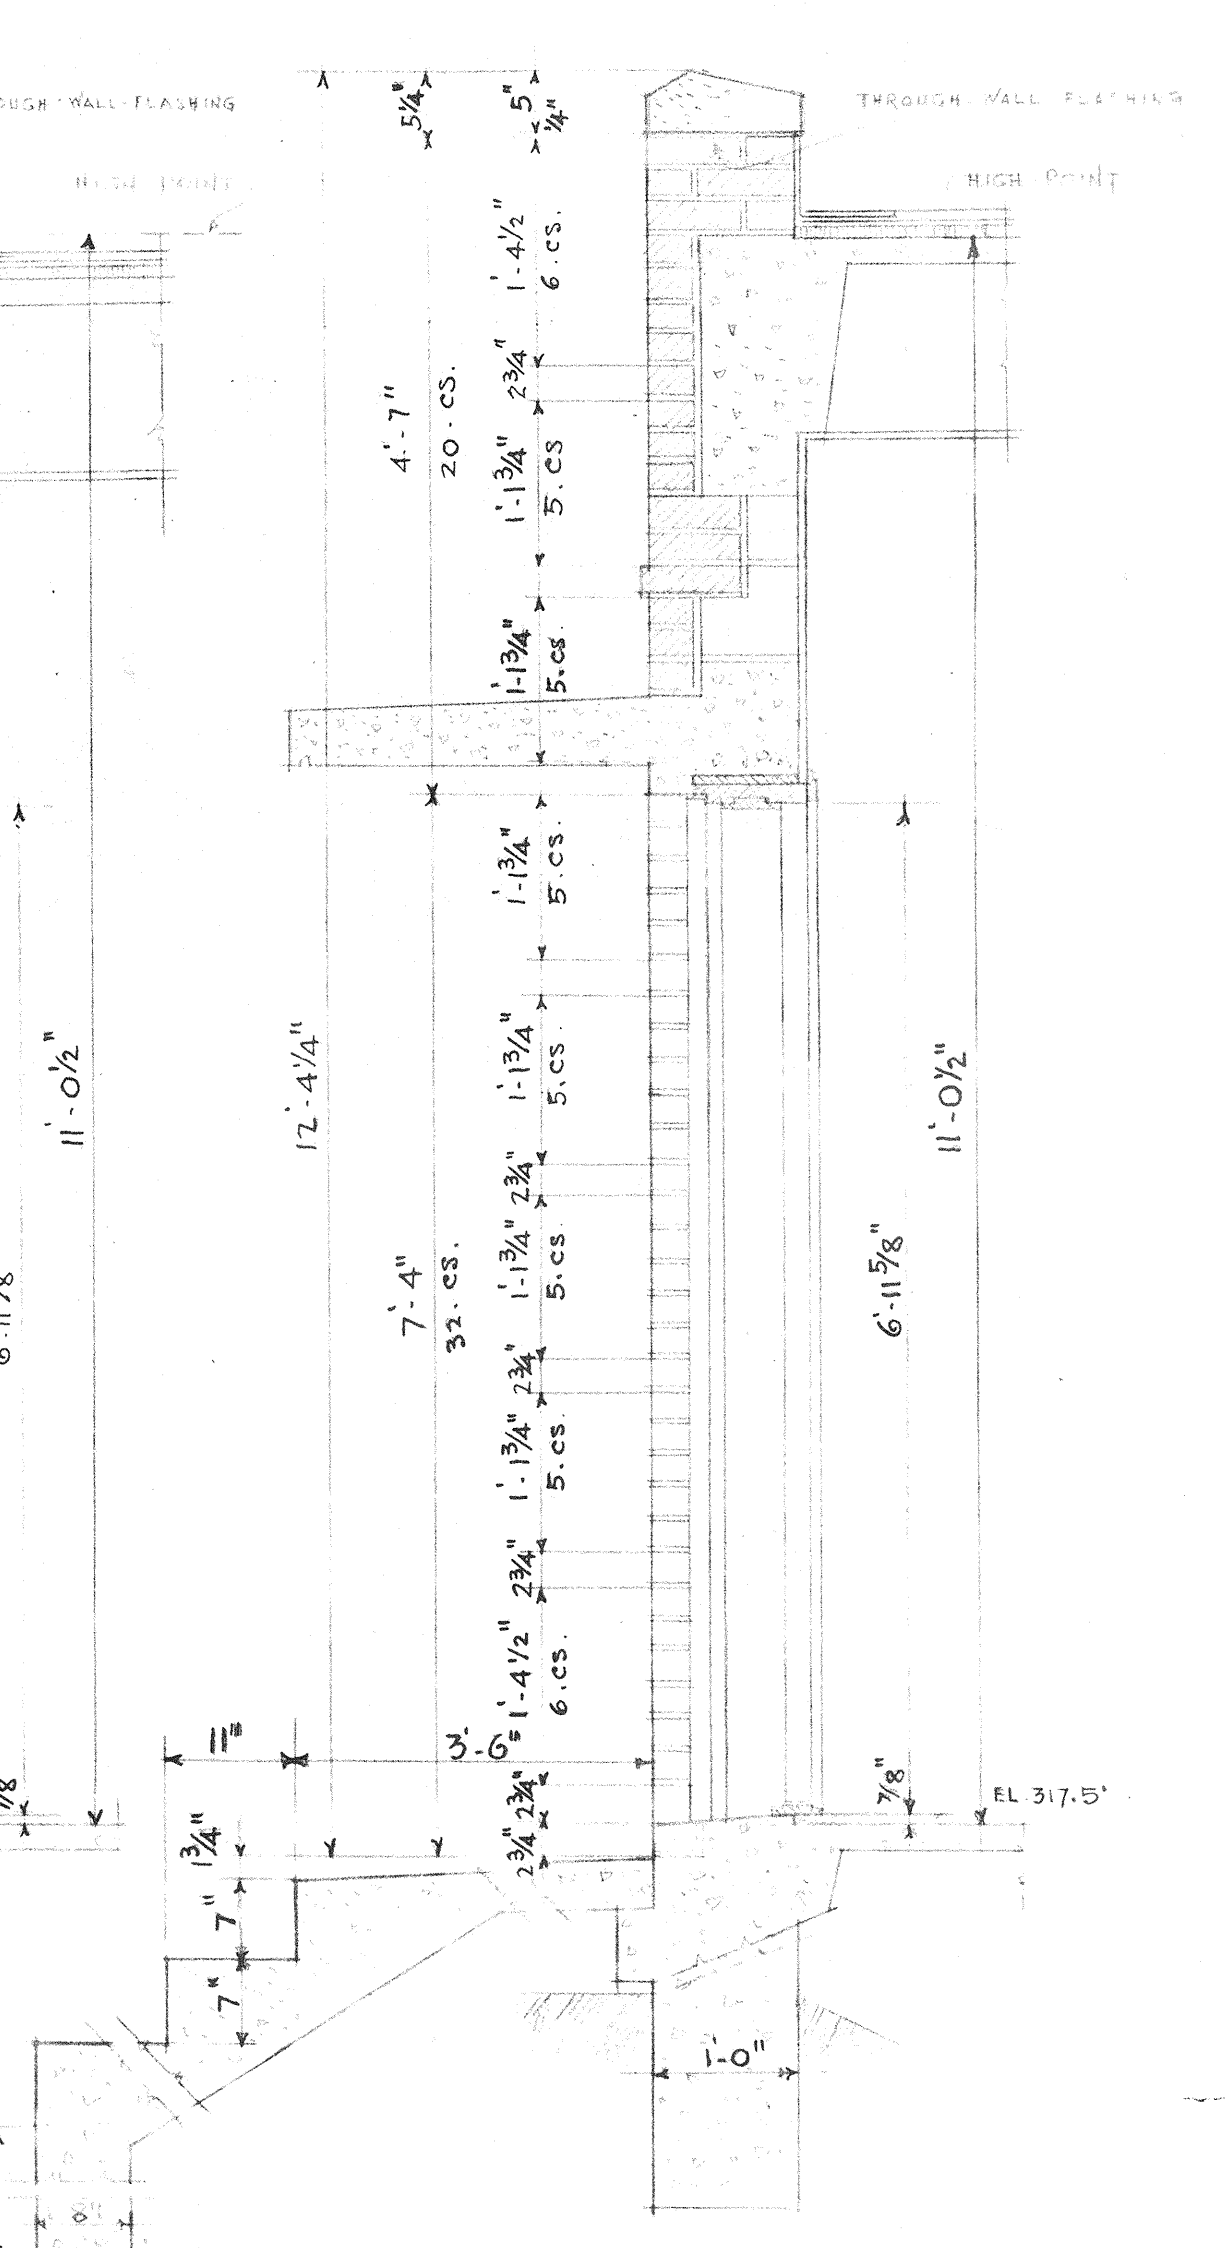 WALL-FLASHING
THROUGH WALL FLASHING
HIGH POINT
HIGH POINT
5¼"
5"
¼"
1'-4½"
6.cs.
2¾"
4'-7"
20.cs.
1'-1¾"
5.cs
1'-1¾"
5.cs.
1'-1¾"
5.cs.
11'-0½"
12'-4¼"
1'-1¾"
5.cs.
11'-0½"
2¾"
7'-4"
32.cs.
1'-1¾"
5.cs.
6'-11⅝"
2¾"
1'-1¾"
5.cs.
2¾"
1'-4½"
6.cs.
11"
3'-6"
2¾"
2¾"
⅞"
EL. 317.5'
1¾"
7"
7"
1'-0"
8"